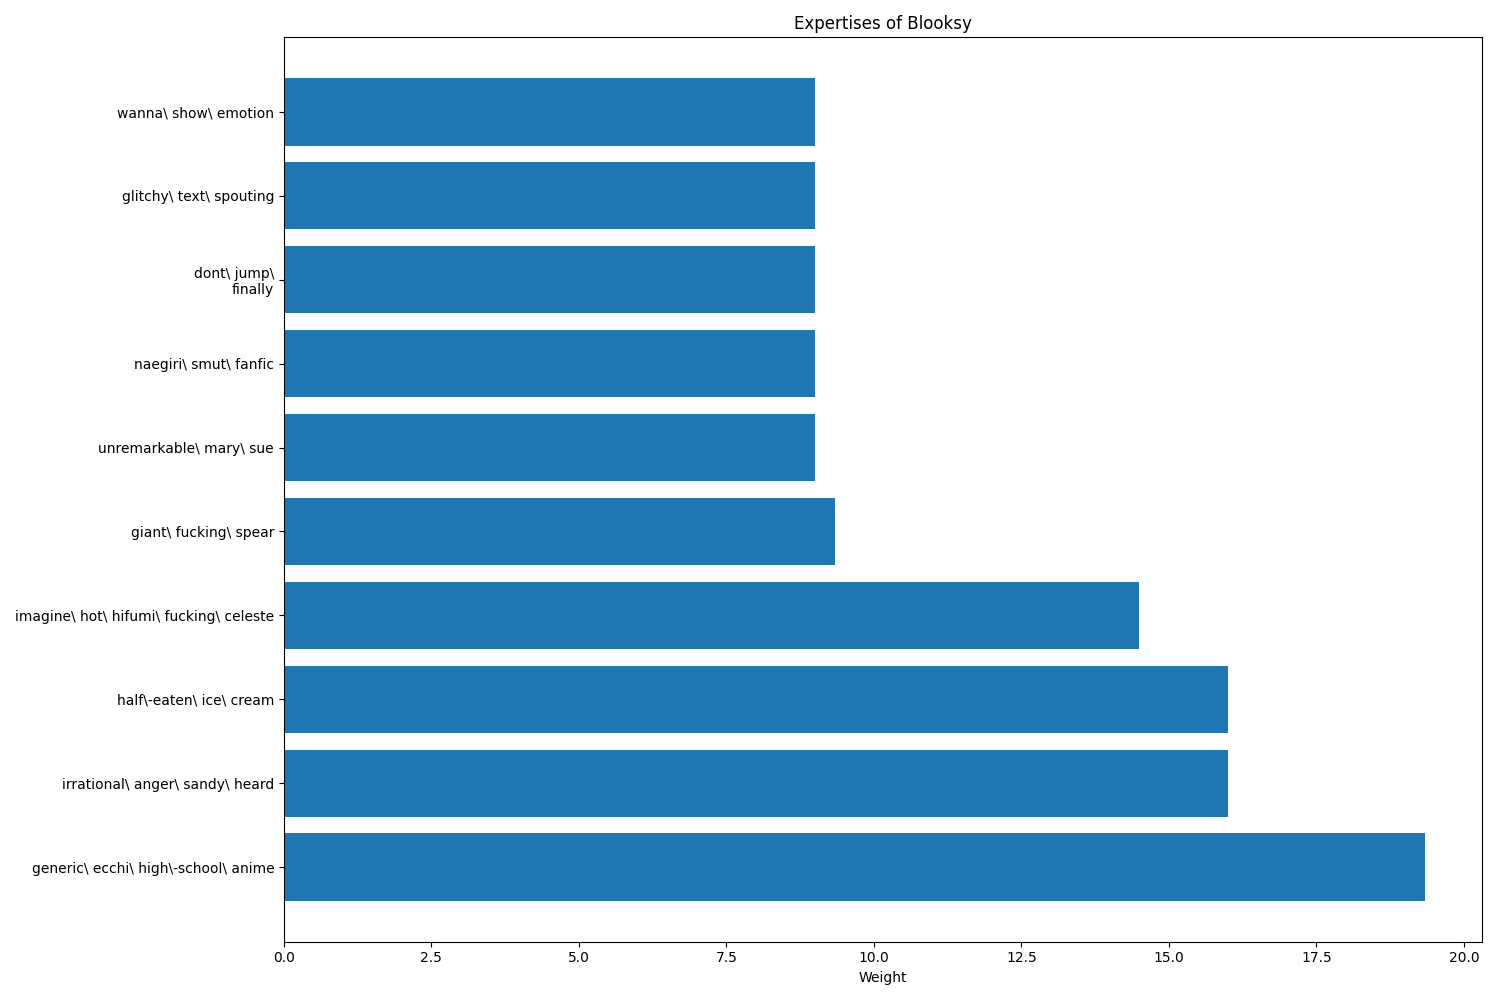 Expertises of Blooksy
wanna\ show\ emotion
glitchy\ text\ spouting
dont\ jump\
finally
naegiri\ smut\ fanfic
unremarkable\ mary\ sue
giant\ fucking\ spear
imagine\ hot\ hifumi\ fucking\ celeste
half\-eaten\ ice\ cream
irrational\ anger\ sandy\ heard
generic\ ecchi\ high\-school\ anime
0.0 2.5 5.0 7.5 10.0 12.5 15.0 17.5 20.0
Weight